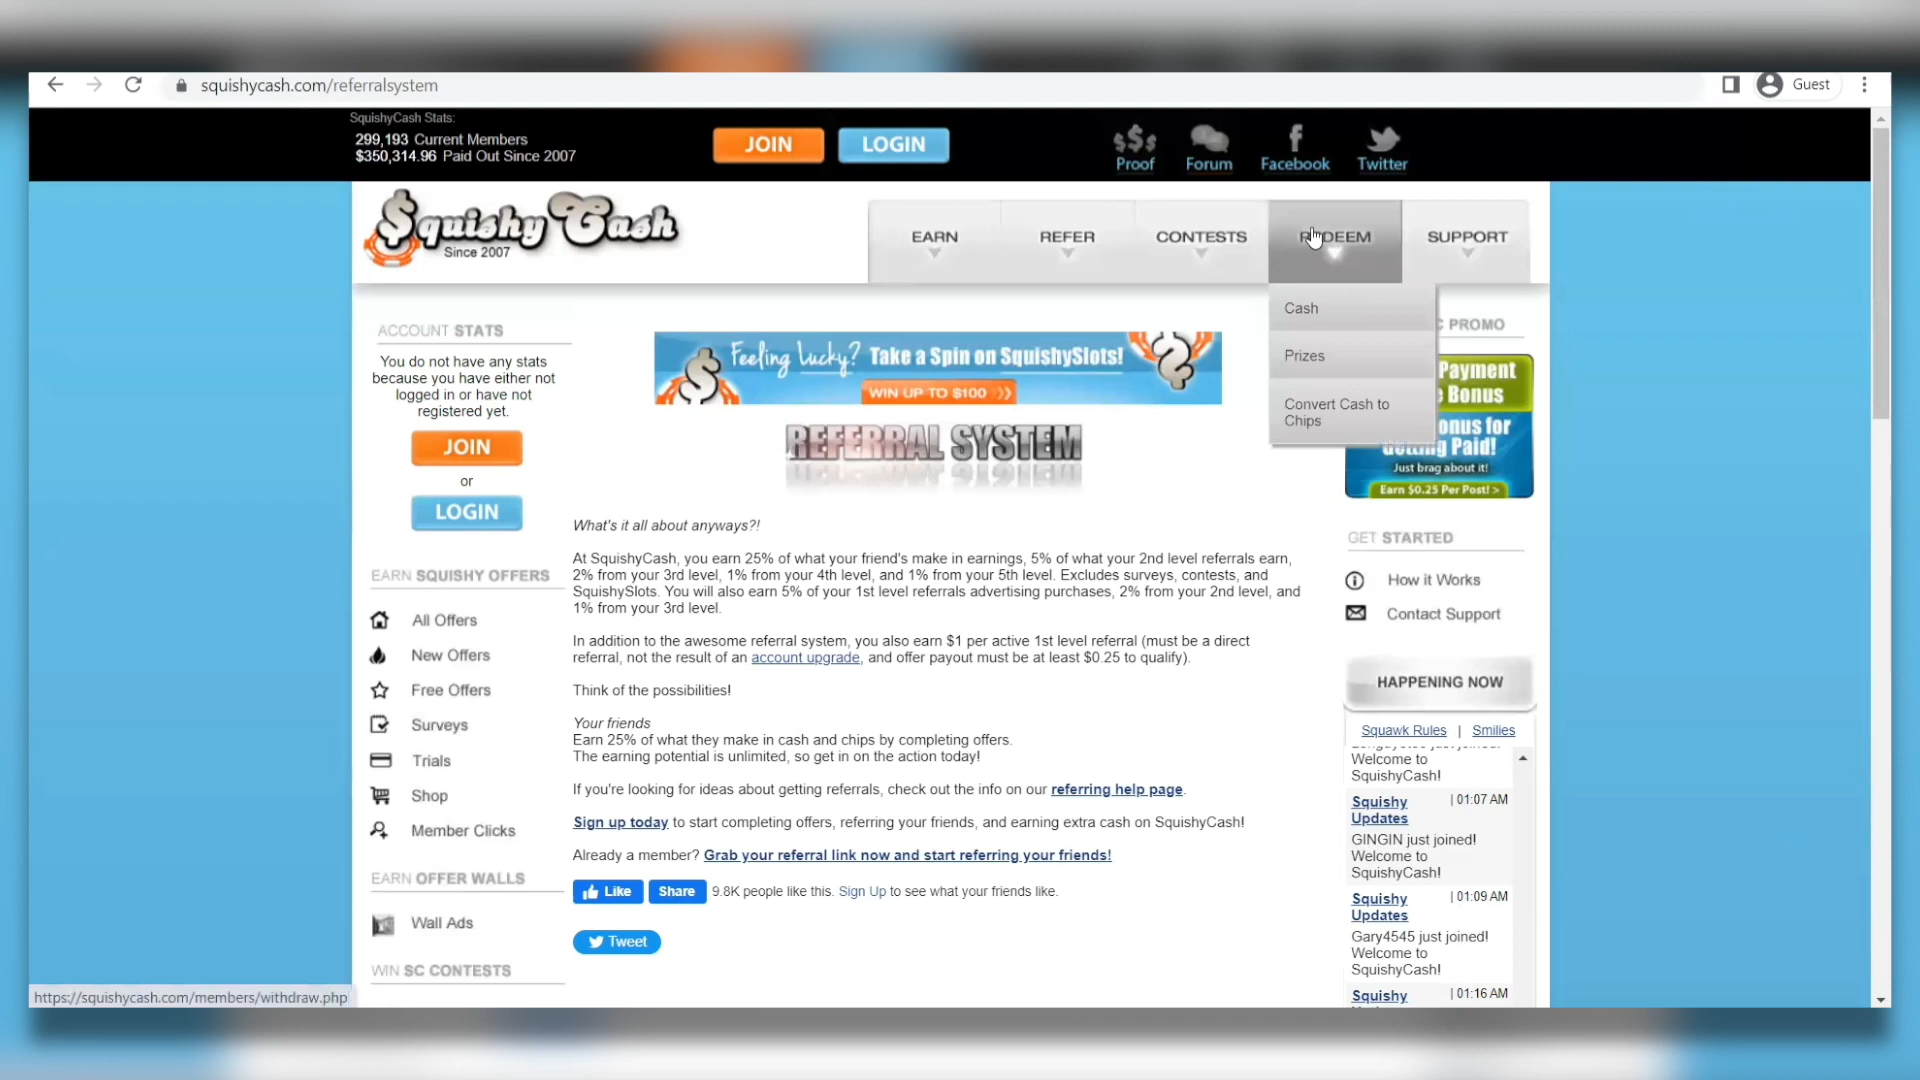 squishycash.com/referralsystem
Guest
SquishyCash Stats:
299,193 Current Members
$350,314.96 Paid Out Since 2007
JOIN
LOGIN
$$$
Proof
Forum
Facebook
Twitter
$quishy Cash
Since 2007
EARN
REFER
CONTESTS
REDEEM
SUPPORT
Cash
Prizes
Convert Cash to
Chips
ACCOUNT STATS
You do not have any stats
because you have either not
logged in or have not
registered yet.
JOIN
or
LOGIN
EARN SQUISHY OFFERS
All Offers
New Offers
Free Offers
Surveys
Trials
Shop
Member Clicks
EARN OFFER WALLS
Wall Ads
WIN SC CONTESTS
Feeling Lucky? Take a Spin on SquishySlots!
WIN UP TO $100
REFERRAL SYSTEM
What's it all about anyways?!
At SquishyCash, you earn 25% of what your friend's make in earnings, 5% of what your 2nd level referrals earn,
2% from your 3rd level, 1% from your 4th level, and 1% from your 5th level. Excludes surveys, contests, and
SquishySlots. You will also earn 5% of your 1st level referrals advertising purchases, 2% from your 2nd level, and
1% from your 3rd level.
In addition to the awesome referral system, you also earn $1 per active 1st level referral (must be a direct
referral, not the result of an account upgrade, and offer payout must be at least $0.25 to qualify).
Think of the possibilities!
Your friends
Earn 25% of what they make in cash and chips by completing offers.
The earning potential is unlimited, so get in on the action today!
If you're looking for ideas about getting referrals, check out the info on our referring help page.
Sign up today to start completing offers, referring your friends, and earning extra cash on SquishyCash!
Already a member? Grab your referral link now and start referring your friends!
Like Share 9.8K people like this. Sign Up to see what your friends like.
Tweet
PROMO
Payment
Bonus
onus for
Getting Paid!
Just brag about it!
Earn $0.25 Per Post! >
GET STARTED
How it Works
Contact Support
HAPPENING NOW
Squawk Rules | Smilies
Welcome to
SquishyCash!
Squishy | 01:07 AM
Updates
GINGIN just joined!
Welcome to
SquishyCash!
Squishy | 01:09 AM
Updates
Gary4545 just joined!
Welcome to
SquishyCash!
Squishy | 01:16 AM
https://squishycash.com/members/withdraw.php